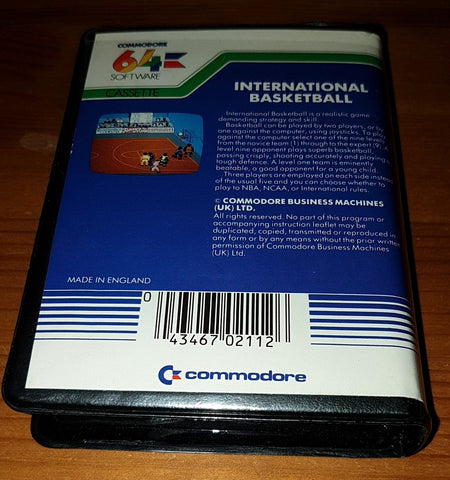 COMMODORE
64
SOFTWARE
CASSETTE
INTERNATIONAL
BASKETBALL
International Basketball is a realistic game
demanding strategy and skill.
Basketball can be played by two players, or by
one against the computer, using joysticks. To play
against the computer select one of the nine levels
from the novice team (1) through to the expert (9). A
level nine opponent plays superb basketball,
passing crisply, shooting accurately and playing a
tough defence. A level one team is eminently
beatable, a good opponent for a young child.
Three players are employed on each side instead
of the usual five and you can choose whether to
play to NBA, NCAA, or International rules.
© COMMODORE BUSINESS MACHINES
(UK) LTD.
All rights reserved. No part of this program or
accompanying instruction leaflet may be
duplicated, copied, transmitted or reproduced in
any form or by any means without the prior written
permission of Commodore Business Machines
(UK) Ltd.
MADE IN ENGLAND
0 43467 02112
commodore